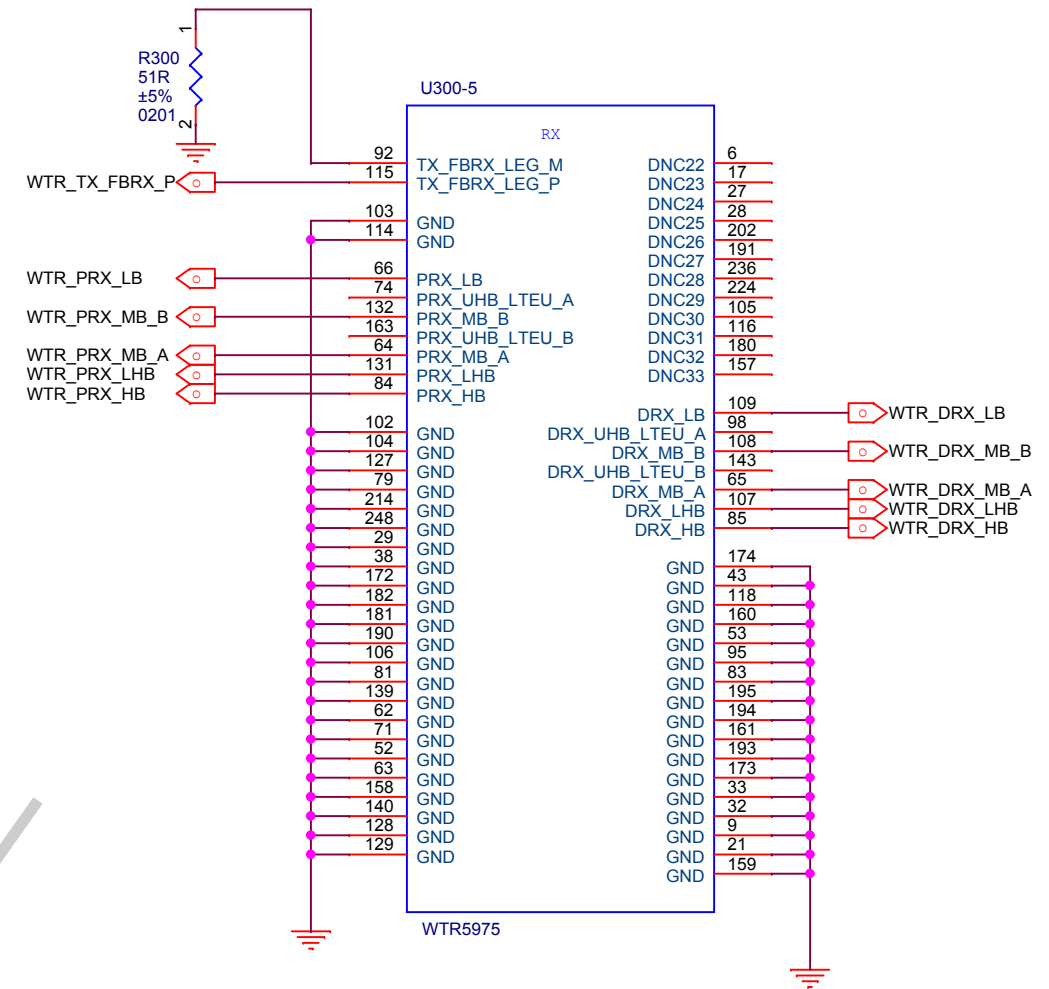 1
R300
51R
±5%
0201
2
U300-5
RX
92 TX_FBRX_LEG_M DNC22 6
WTR_TX_FBRX_P 115 TX_FBRX_LEG_P DNC23 17
DNC24 27
103 GND DNC25 28
114 GND DNC26 202
DNC27 191
WTR_PRX_LB 66 PRX_LB DNC28 236
74 PRX_UHB_LTEU_A DNC29 224
WTR_PRX_MB_B 132 PRX_MB_B DNC30 105
163 PRX_UHB_LTEU_B DNC31 116
WTR_PRX_MB_A 64 PRX_MB_A DNC32 180
WTR_PRX_LHB 131 PRX_LHB DNC33 157
WTR_PRX_HB 84 PRX_HB
DRX_LB 109 WTR_DRX_LB
102 GND DRX_UHB_LTEU_A 98
104 GND DRX_MB_B 108 WTR_DRX_MB_B
127 GND DRX_UHB_LTEU_B 143
79 GND DRX_MB_A 65 WTR_DRX_MB_A
214 GND DRX_LHB 107 WTR_DRX_LHB
248 GND DRX_HB 85 WTR_DRX_HB
29 GND
38 GND GND 174
172 GND GND 43
182 GND GND 118
181 GND GND 160
190 GND GND 53
106 GND GND 95
81 GND GND 83
139 GND GND 195
62 GND GND 194
71 GND GND 161
52 GND GND 193
63 GND GND 173
158 GND GND 33
140 GND GND 32
128 GND GND 9
129 GND GND 21
GND 159
WTR5975